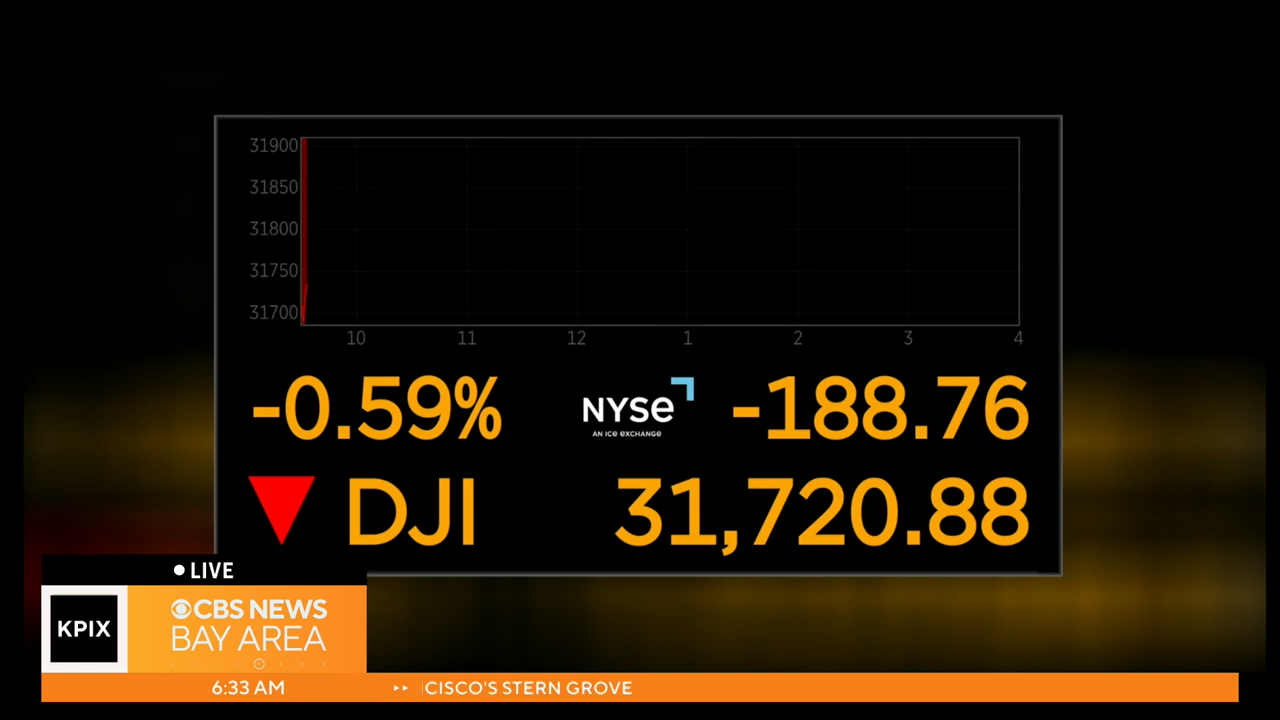 31900
31850
31800
31750
31700
10 11 12 1 2 3 4
-0.59% NYSE -188.76
AN ICE EXCHANGE
DJI 31,720.88
LIVE
KPIX
CBS NEWS
BAY AREA
6:33 AM CISCO'S STERN GROVE